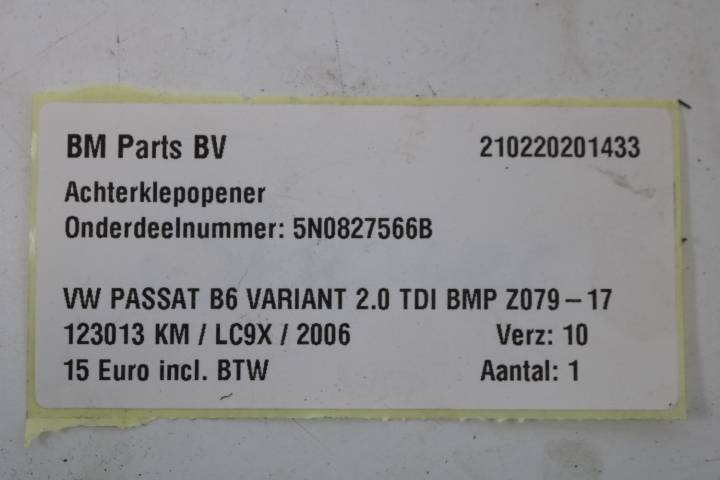 BM Parts BV 210220201433
Achterklepopener
Onderdeelnummer: 5N0827566B
VW PASSAT B6 VARIANT 2.0 TDI BMP Z079-17
123013 KM / LC9X / 2006 Verz: 10
15 Euro incl. BTW Aantal: 1